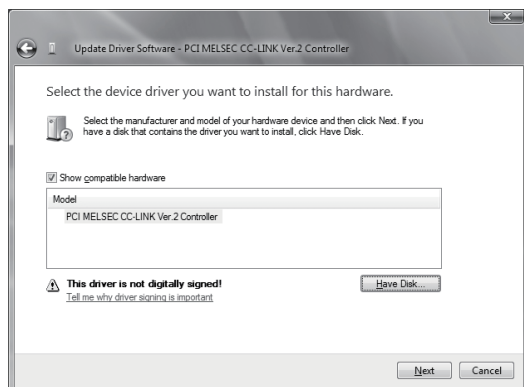 Update Driver Software - PCI MELSEC CC-LINK Ver.2 Controller
Select the device driver you want to install for this hardware.
Select the manufacturer and model of your hardware device and then click Next. If you
have a disk that contains the driver you want to install, click Have Disk.
Show compatible hardware
Model
PCI MELSEC CC-LINK Ver.2 Controller
This driver is not digitally signed!
Tell me why driver signing is important
Have Disk...
Next
Cancel